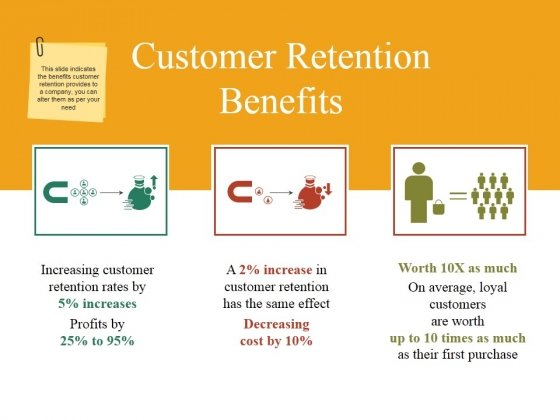 This slide indicates
the benefits customer
retention provides to
a company, you can
alter them as per your
need
Customer Retention
Benefits
Increasing customer
retention rates by
5% increases
Profits by
25% to 95%
A 2% increase in
customer retention
has the same effect
Decreasing
cost by 10%
Worth 10X as much
On average, loyal
customers
are worth
up to 10 times as much
as their first purchase